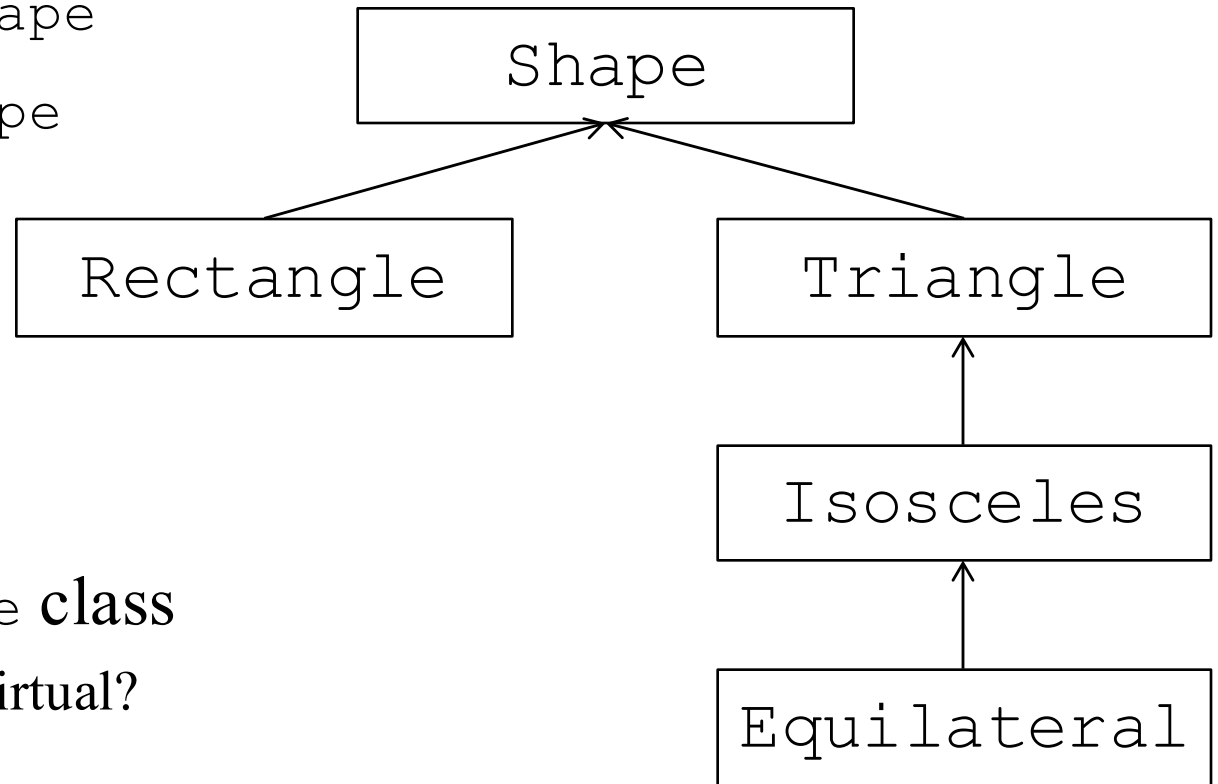 ape
Shape
pe
Rectangle
Triangle
Isosceles
e class
irtual?
Equilateral